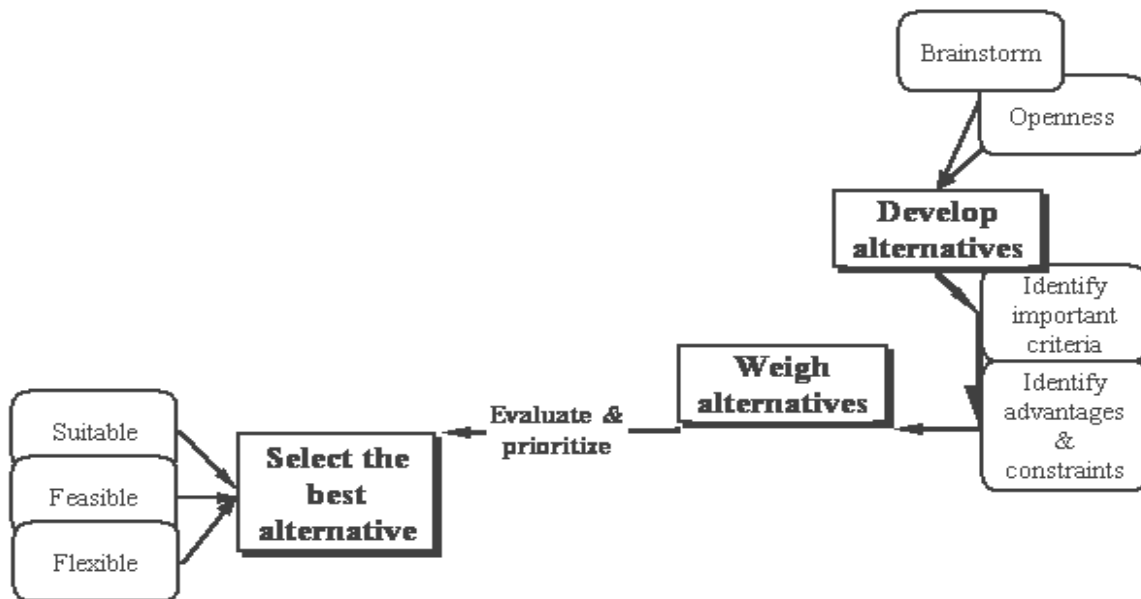 Brainstorm
Openness
Develop
alternatives
Identify
important
criteria
Identify
advantages
&
constraints
Weigh
alternatives
Evaluate &
prioritize
Select the
best
alternative
Suitable
Feasible
Flexible